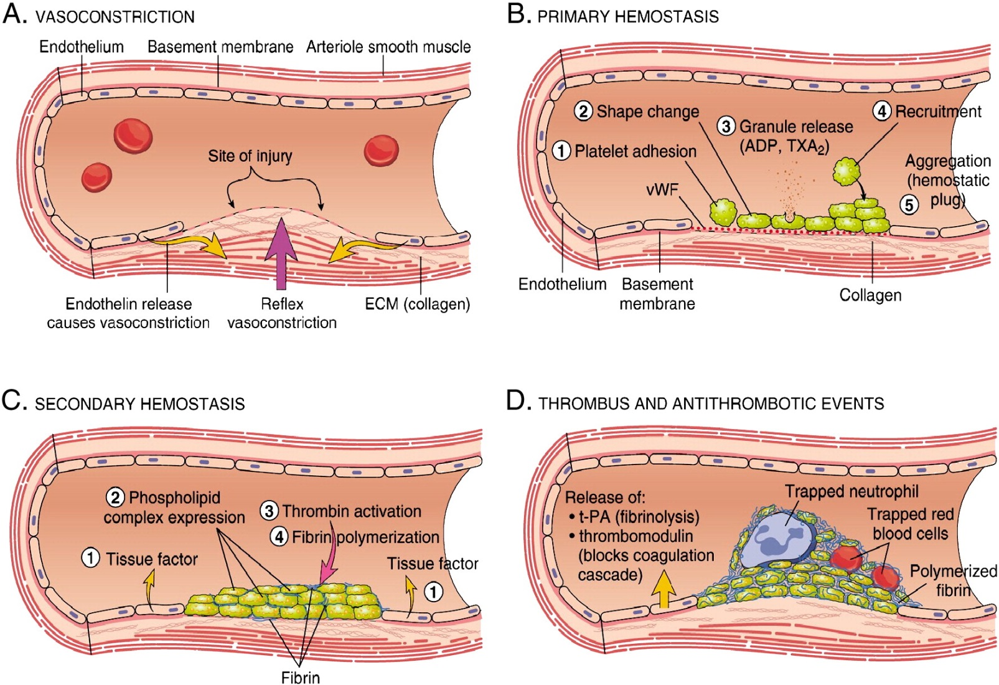 A. VASOCONSTRICTION
Endothelium
Basement membrane
Arteriole smooth muscle
Site of injury
Endothelin release
causes vasoconstriction
Reflex
vasoconstriction
ECM (collagen)
B. PRIMARY HEMOSTASIS
2 Shape change
4 Recruitment
3 Granule release
(ADP, TXA₂)
1 Platelet adhesion
Aggregation
(hemostatic
5 plug)
vWF
Endothelium
Basement
membrane
Collagen
C. SECONDARY HEMOSTASIS
2 Phospholipid
complex expression
3 Thrombin activation
4 Fibrin polymerization
1 Tissue factor
Tissue factor
1
Fibrin
D. THROMBUS AND ANTITHROMBOTIC EVENTS
Release of:
• t-PA (fibrinolysis)
• thrombomodulin
(blocks coagulation
cascade)
Trapped neutrophil
Trapped red
blood cells
Polymerized
fibrin